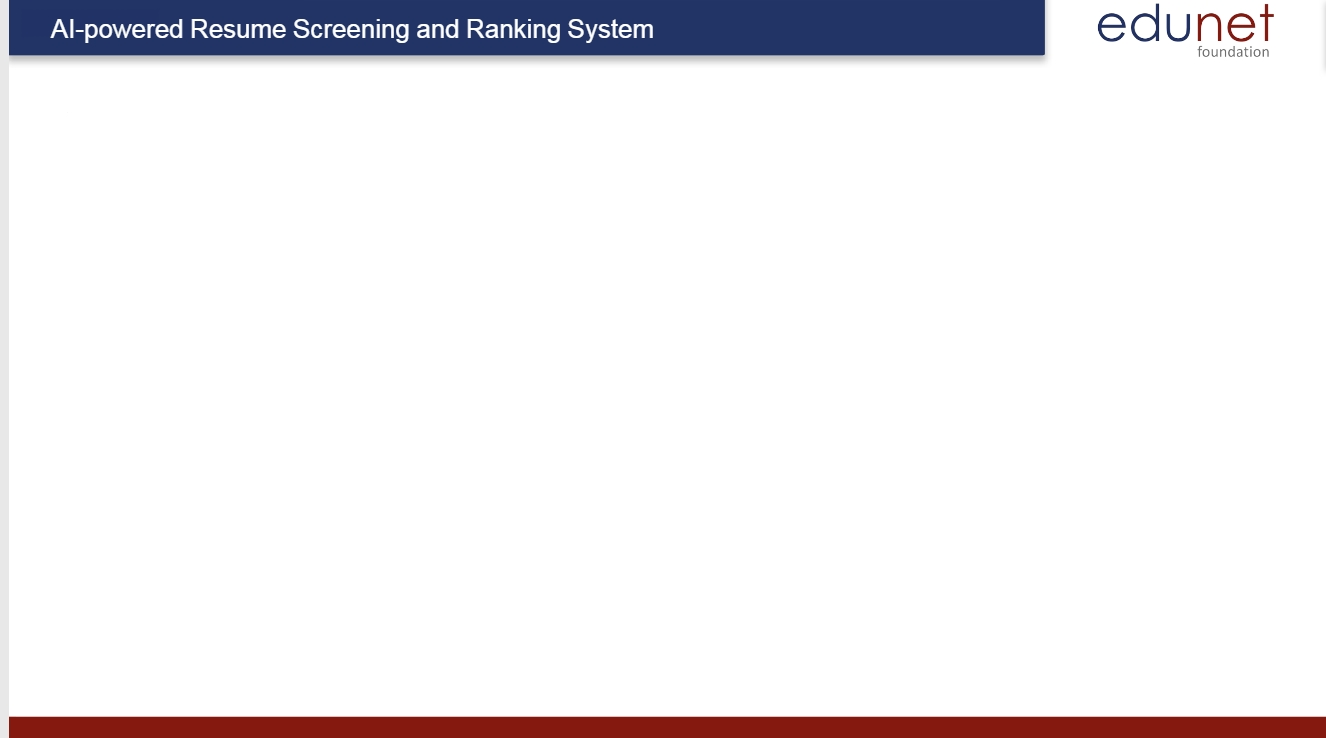 AI-powered Resume Screening and Ranking System
edunet
foundation